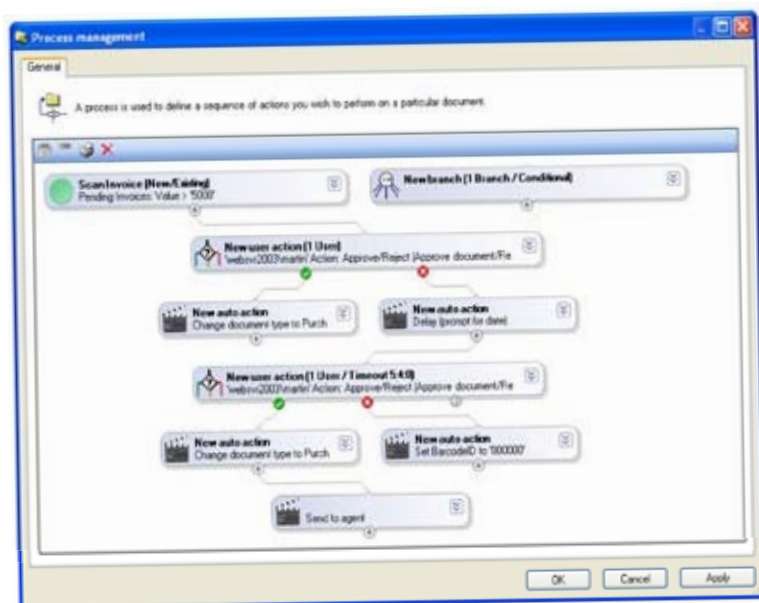 Process management
General
A process is used to define a sequence of actions you wish to perform on a particular document.
Scan Invoice (New/Existing)
Pending Invoices: Value > '5000'
New branch (1 Branch / Conditional)
New user action (1 User)
'websrvr2003\martin' Action: Approve/Reject (Approve document/Re
New auto action
Change document type to Purch
New auto action
Delay (prompt for date)
New user action (1 User / Timeout 5:4:0)
Action: Approve/Reject (Approve document/Re
New auto action
Change document type to Purch
New auto action
Set BarcodeID to '800000'
Send to agent
OK
Cancel
Apply